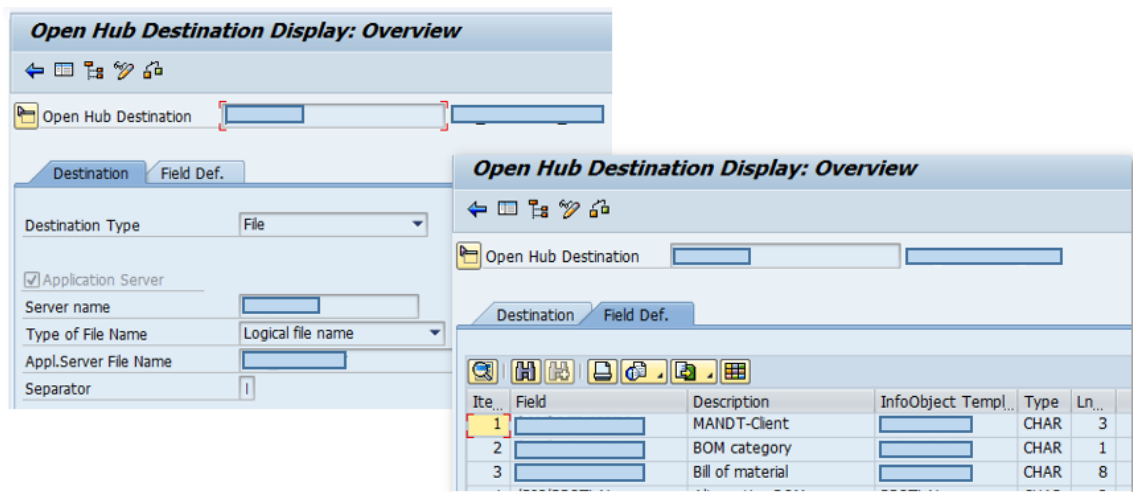 Open Hub Destination Display: Overview
Open Hub Destination
Destination Field Def.
Destination Type File
Application Server
Server name
Type of File Name Logical file name
Appl.Server File Name
Separator |
Open Hub Destination Display: Overview
Open Hub Destination
Destination Field Def.
Ite... Field Description InfoObject Templ... Type Ln...
1 MANDT-Client CHAR 3
2 BOM category CHAR 1
3 Bill of material CHAR 8